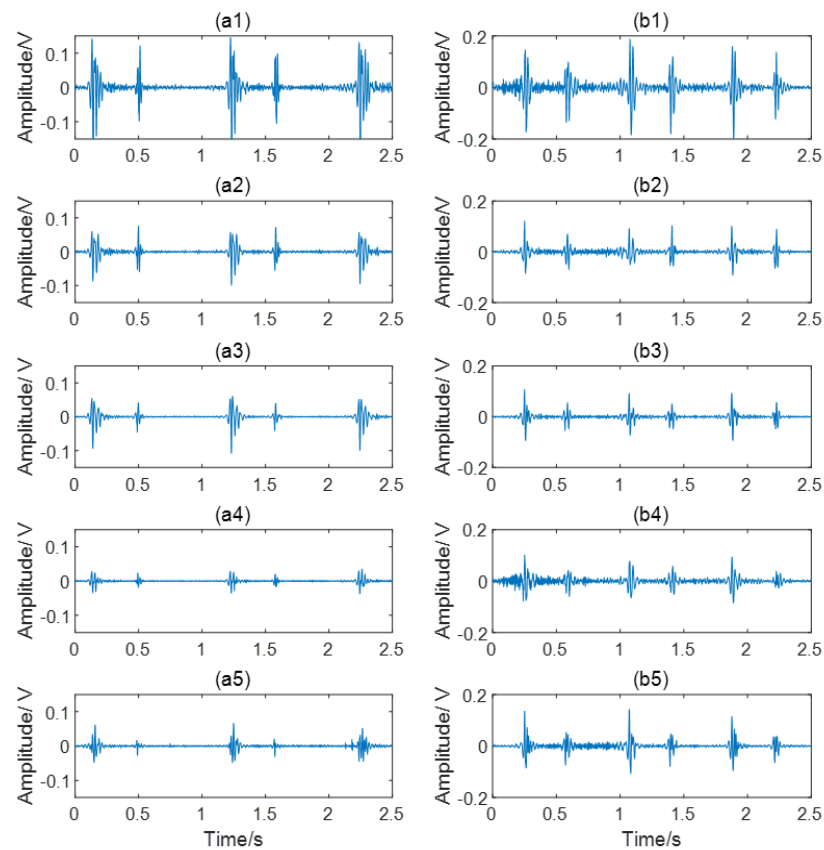 (a1) (b1)
Amplitude/V 0.1 0 -0.1 Amplitude/V 0.2 0 -0.2
0 0.5 1 1.5 2 2.5 0 0.5 1 1.5 2 2.5
(a2) (b2)
Amplitude/V 0.1 0 -0.1 Amplitude/V 0.2 0 -0.2
0 0.5 1 1.5 2 2.5 0 0.5 1 1.5 2 2.5
(a3) (b3)
Amplitude/ V 0.1 0 -0.1 Amplitude/ V 0.2 0 -0.2
0 0.5 1 1.5 2 2.5 0 0.5 1 1.5 2 2.5
(a4) (b4)
Amplitude/ V 0.1 0 -0.1 Amplitude/ V 0.2 0 -0.2
0 0.5 1 1.5 2 2.5 0 0.5 1 1.5 2 2.5
(a5) (b5)
Amplitude/ V 0.1 0 -0.1 Amplitude/ V 0.2 0 -0.2
0 0.5 1 1.5 2 2.5 0 0.5 1 1.5 2 2.5
Time/s Time/s